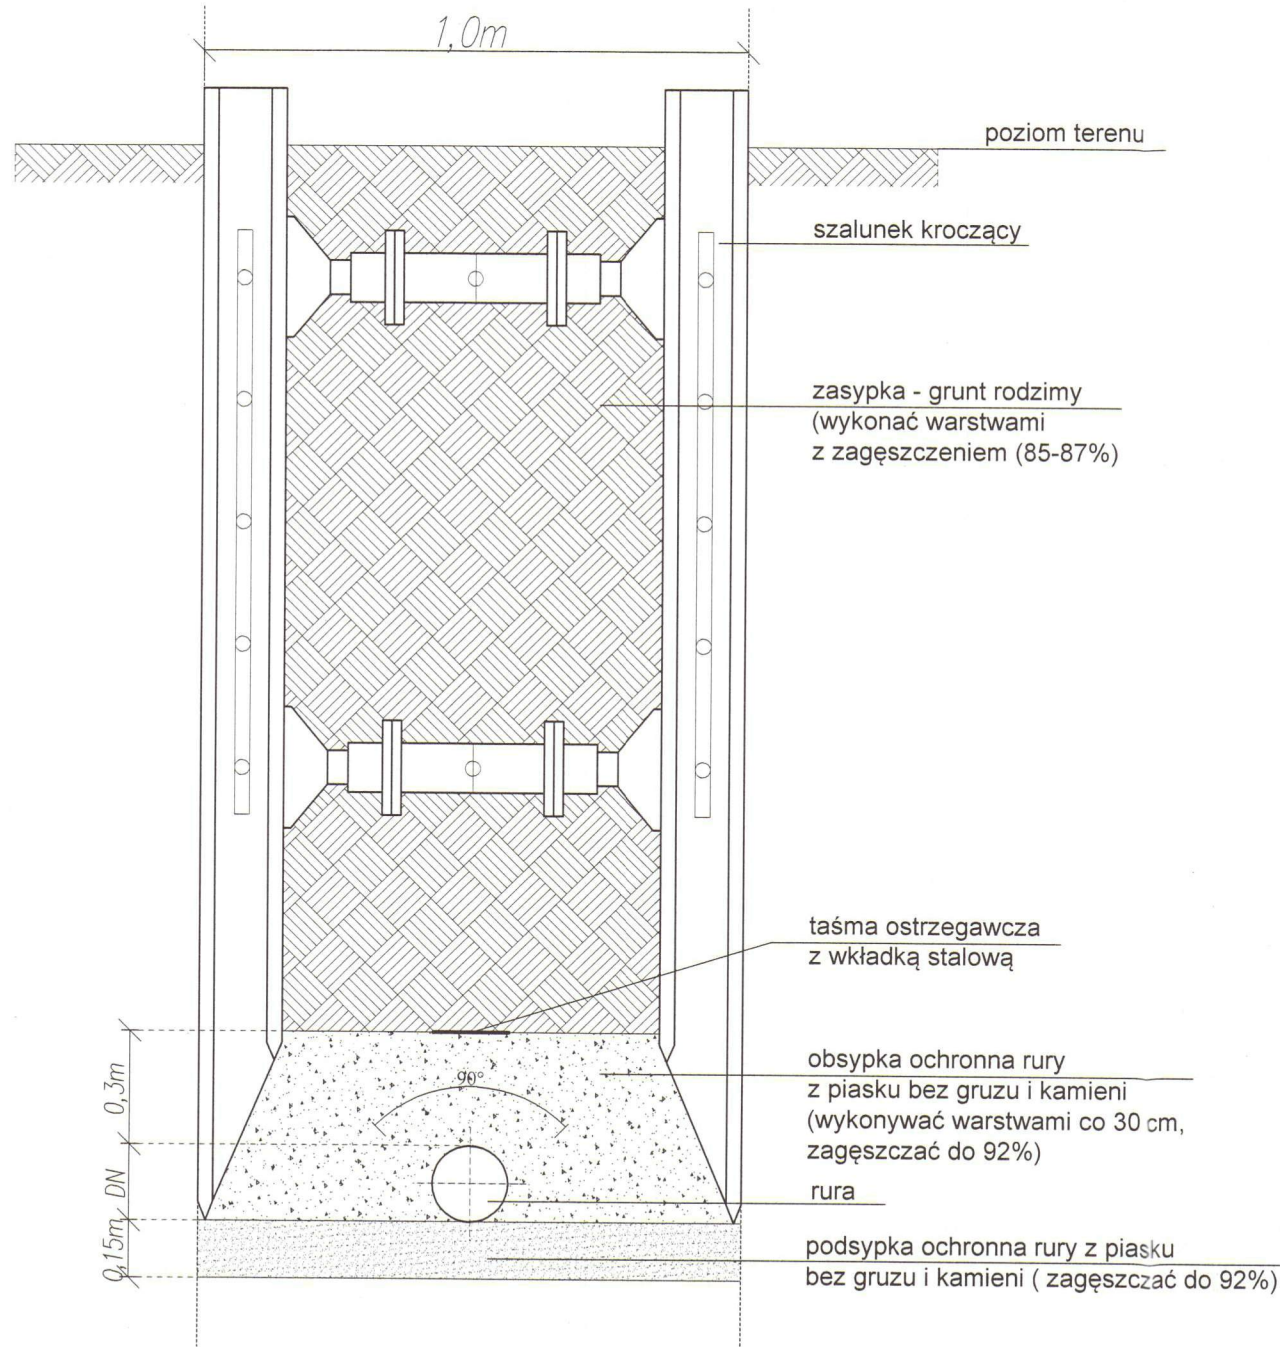 1,0m
poziom terenu
szalunek kroczący
zasypka - grunt rodzimy
(wykonać warstwami
z zagęszczeniem (85-87%)
taśma ostrzegawcza
z wkładką stalową
0,3m
90°
obsypka ochronna rury
z piasku bez gruzu i kamieni
(wykonywać warstwami co 30 cm,
zagęszczać do 92%)
DN
rura
0,15m
podsypka ochronna rury z piasku
bez gruzu i kamieni ( zagęszczać do 92%)